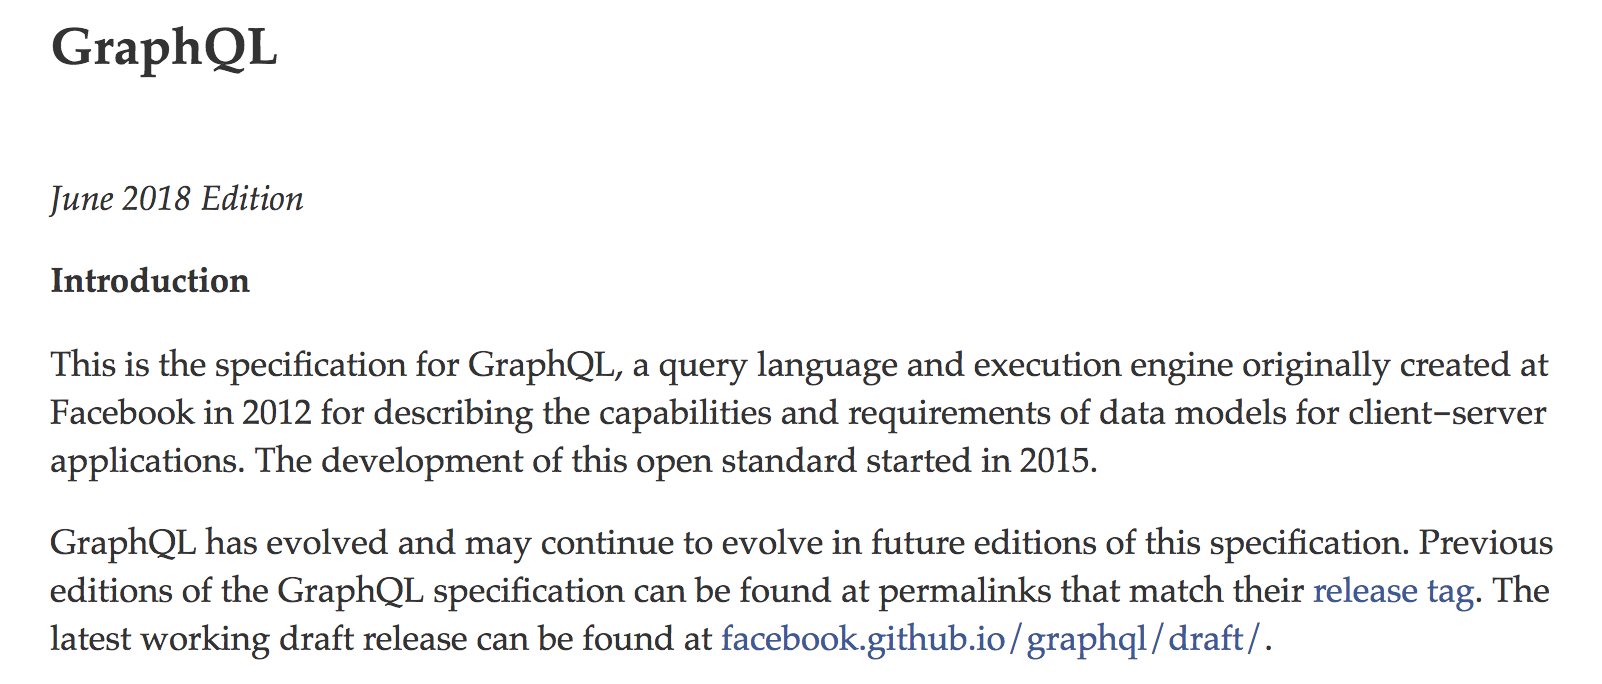 GraphQL
June 2018 Edition
Introduction
This is the specification for GraphQL, a query language and execution engine originally created at
Facebook in 2012 for describing the capabilities and requirements of data models for client–server
applications. The development of this open standard started in 2015.
GraphQL has evolved and may continue to evolve in future editions of this specification. Previous
editions of the GraphQL specification can be found at permalinks that match their release tag. The
latest working draft release can be found at facebook.github.io/graphql/draft/.